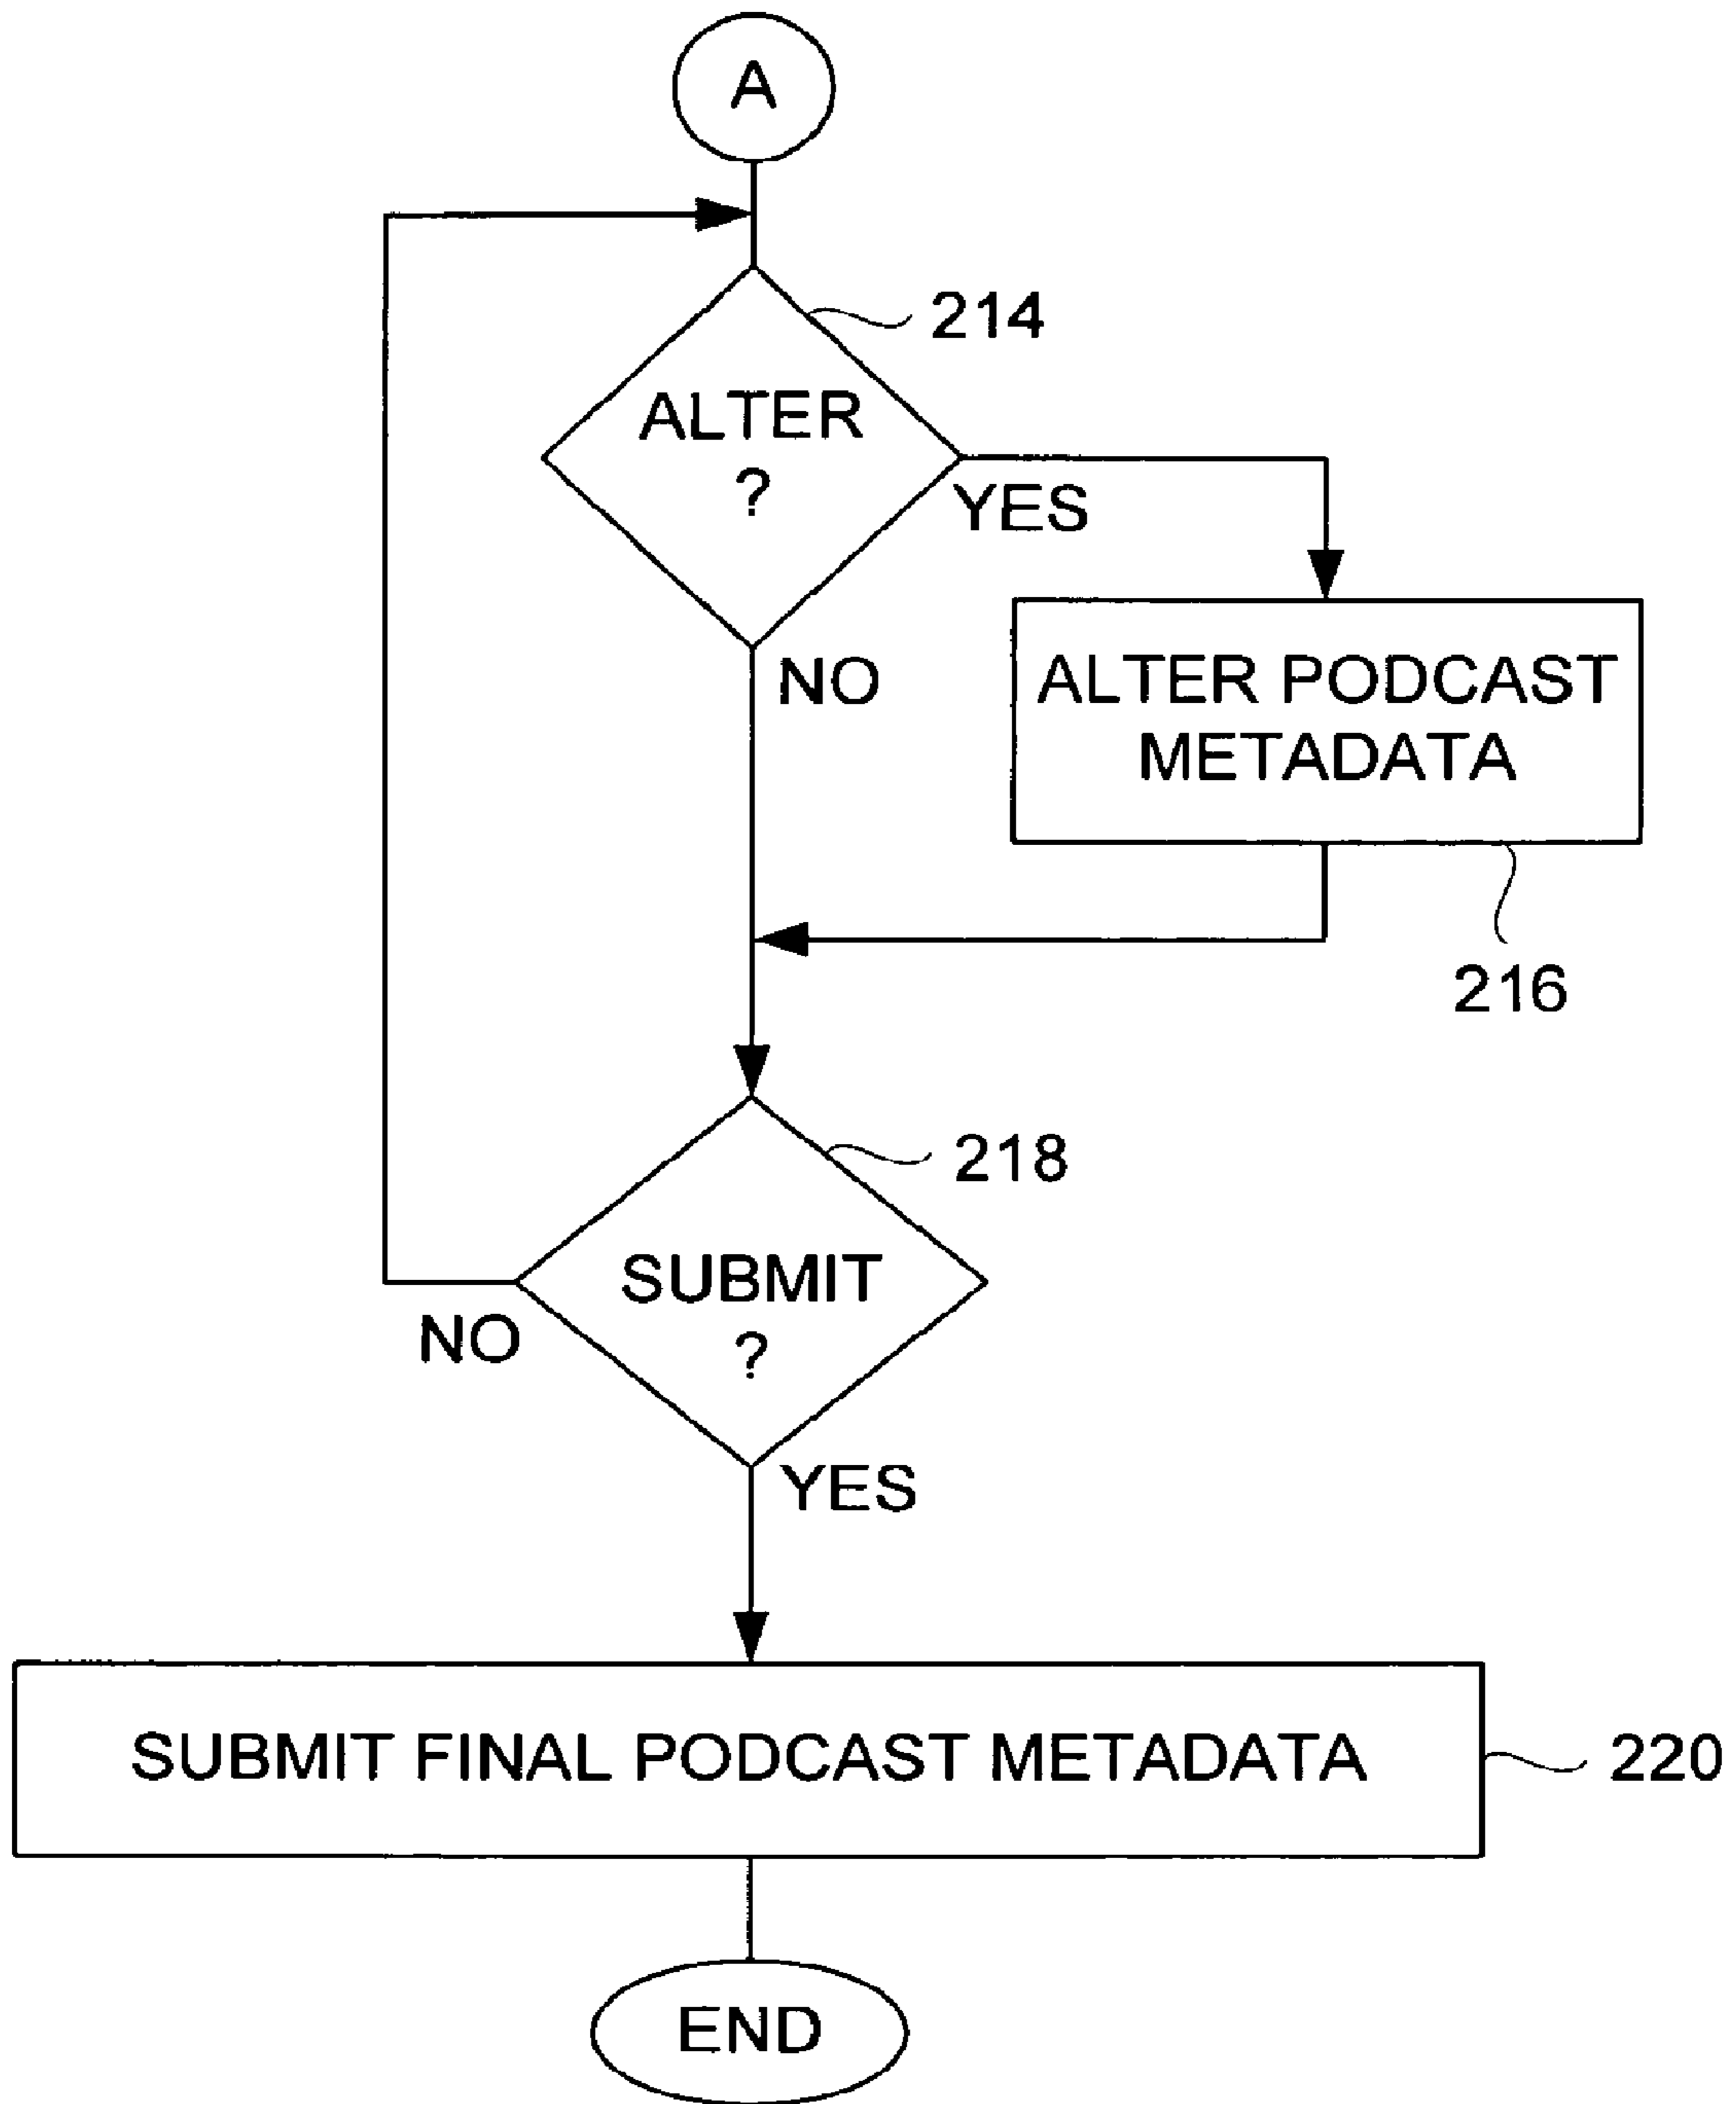 A
214
ALTER
?
YES
NO
ALTER PODCAST
METADATA
216
218
SUBMIT
?
NO
YES
SUBMIT FINAL PODCAST METADATA
220
END